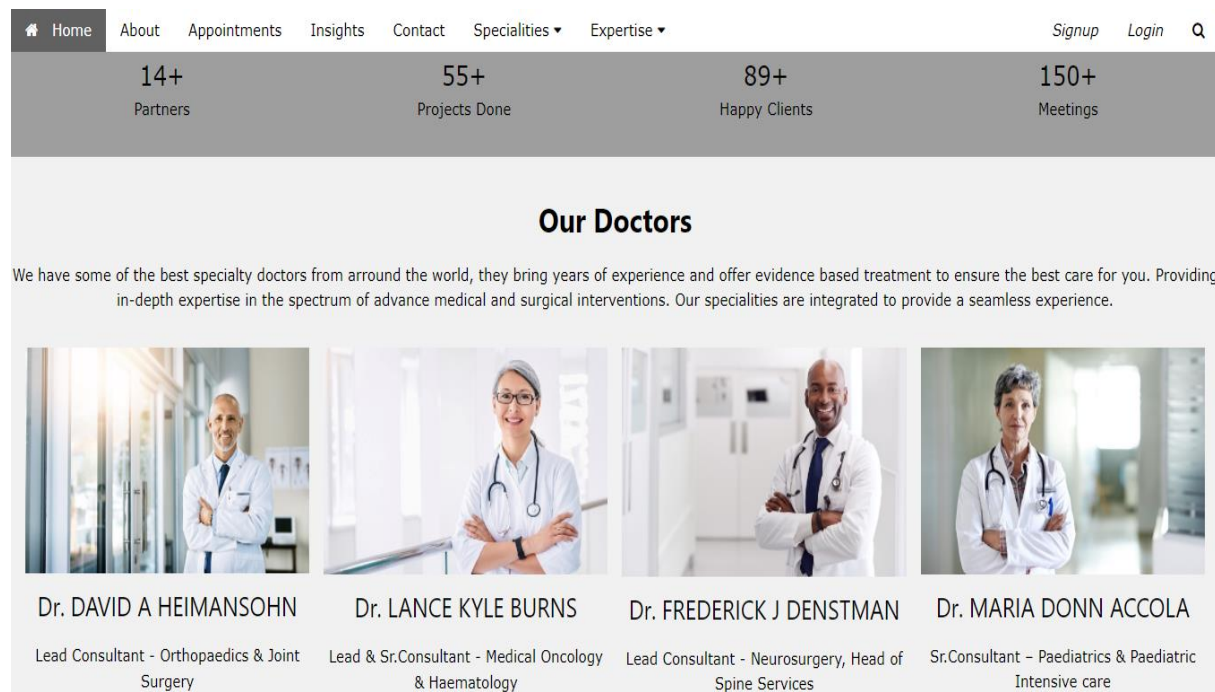 Home About Appointments Insights Contact Specialities Expertise Signup Login
14+ 55+ 89+ 150+
Partners Projects Done Happy Clients Meetings
Our Doctors
We have some of the best specialty doctors from arround the world, they bring years of experience and offer evidence based treatment to ensure the best care for you. Providing
in-depth expertise in the spectrum of advance medical and surgical interventions. Our specialities are integrated to provide a seamless experience.
Dr. DAVID A HEIMANSOHN
Lead Consultant - Orthopaedics & Joint
Surgery
Dr. LANCE KYLE BURNS
Lead & Sr.Consultant - Medical Oncology
& Haematology
Dr. FREDERICK J DENSTMAN
Lead Consultant - Neurosurgery, Head of
Spine Services
Dr. MARIA DONN ACCOLA
Sr.Consultant – Paediatrics & Paediatric
Intensive care